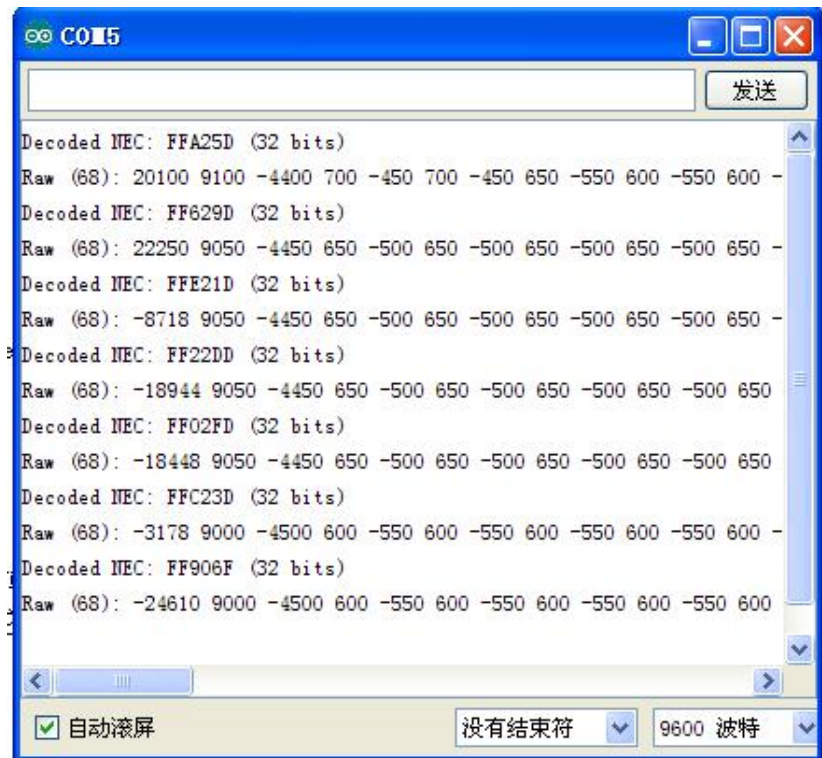 COM5
发送
Decoded NEC: FFA25D (32 bits)
Raw (68): 20100 9100 -4400 700 -450 700 -450 650 -550 600 -550 600 -
Decoded NEC: FF629D (32 bits)
Raw (68): 22250 9050 -4450 650 -500 650 -500 650 -500 650 -500 650 -
Decoded NEC: FFE21D (32 bits)
Raw (68): -8718 9050 -4450 650 -500 650 -500 650 -500 650 -500 650 -
Decoded NEC: FF22DD (32 bits)
Raw (68): -18944 9050 -4450 650 -500 650 -500 650 -500 650 -500 650
Decoded NEC: FF02FD (32 bits)
Raw (68): -18448 9050 -4450 650 -500 650 -500 650 -500 650 -500 650
Decoded NEC: FFC23D (32 bits)
Raw (68): -3178 9000 -4500 600 -550 600 -550 600 -550 600 -550 600 -
Decoded NEC: FF906F (32 bits)
Raw (68): -24610 9000 -4500 600 -550 600 -550 600 -550 600 -550 600
自动滚屏 没有结束符 9600 波特